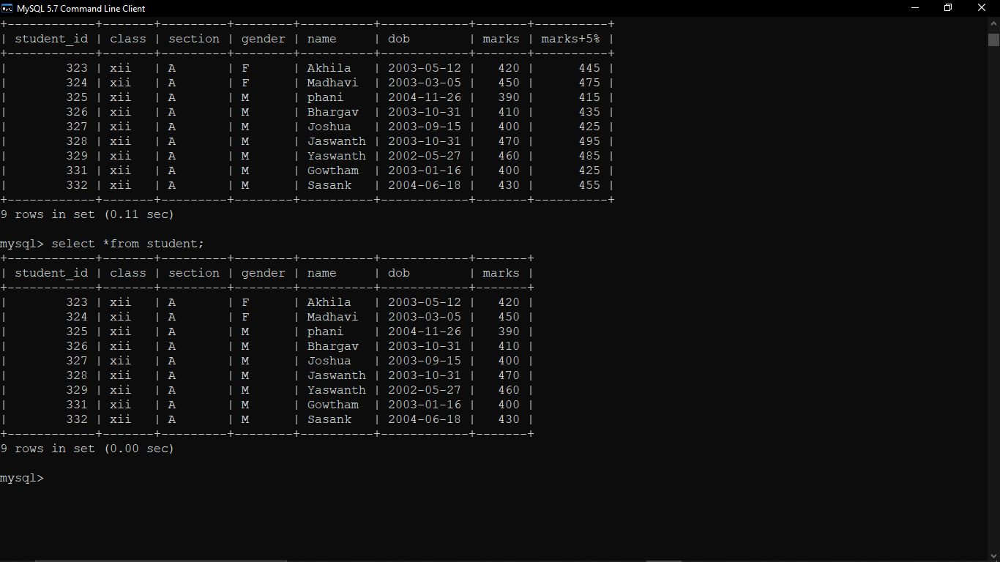 MySQL 5.7 Command Line Client
+------------+-------+---------+--------+----------+------------+-------+----------+
| student_id | class | section | gender | name     | dob        | marks | marks+5% |
+------------+-------+---------+--------+----------+------------+-------+----------+
|        323 | xii   | A       | F      | Akhila   | 2003-05-12 |   420 |      445 |
|        324 | xii   | A       | F      | Madhavi  | 2003-03-05 |   450 |      475 |
|        325 | xii   | A       | M      | phani    | 2004-11-26 |   390 |      415 |
|        326 | xii   | A       | M      | Bhargav  | 2003-10-31 |   410 |      435 |
|        327 | xii   | A       | M      | Joshua   | 2003-09-15 |   400 |      425 |
|        328 | xii   | A       | M      | Jaswanth | 2003-10-31 |   470 |      495 |
|        329 | xii   | A       | M      | Yaswanth | 2002-05-27 |   460 |      485 |
|        331 | xii   | A       | M      | Gowtham  | 2003-01-16 |   400 |      425 |
|        332 | xii   | A       | M      | Sasank   | 2004-06-18 |   430 |      455 |
+------------+-------+---------+--------+----------+------------+-------+----------+
9 rows in set (0.11 sec)
mysql> select *from student;
+------------+-------+---------+--------+----------+------------+-------+
| student_id | class | section | gender | name     | dob        | marks |
+------------+-------+---------+--------+----------+------------+-------+
|        323 | xii   | A       | F      | Akhila   | 2003-05-12 |   420 |
|        324 | xii   | A       | F      | Madhavi  | 2003-03-05 |   450 |
|        325 | xii   | A       | M      | phani    | 2004-11-26 |   390 |
|        326 | xii   | A       | M      | Bhargav  | 2003-10-31 |   410 |
|        327 | xii   | A       | M      | Joshua   | 2003-09-15 |   400 |
|        328 | xii   | A       | M      | Jaswanth | 2003-10-31 |   470 |
|        329 | xii   | A       | M      | Yaswanth | 2002-05-27 |   460 |
|        331 | xii   | A       | M      | Gowtham  | 2003-01-16 |   400 |
|        332 | xii   | A       | M      | Sasank   | 2004-06-18 |   430 |
+------------+-------+---------+--------+----------+------------+-------+
9 rows in set (0.00 sec)
mysql>